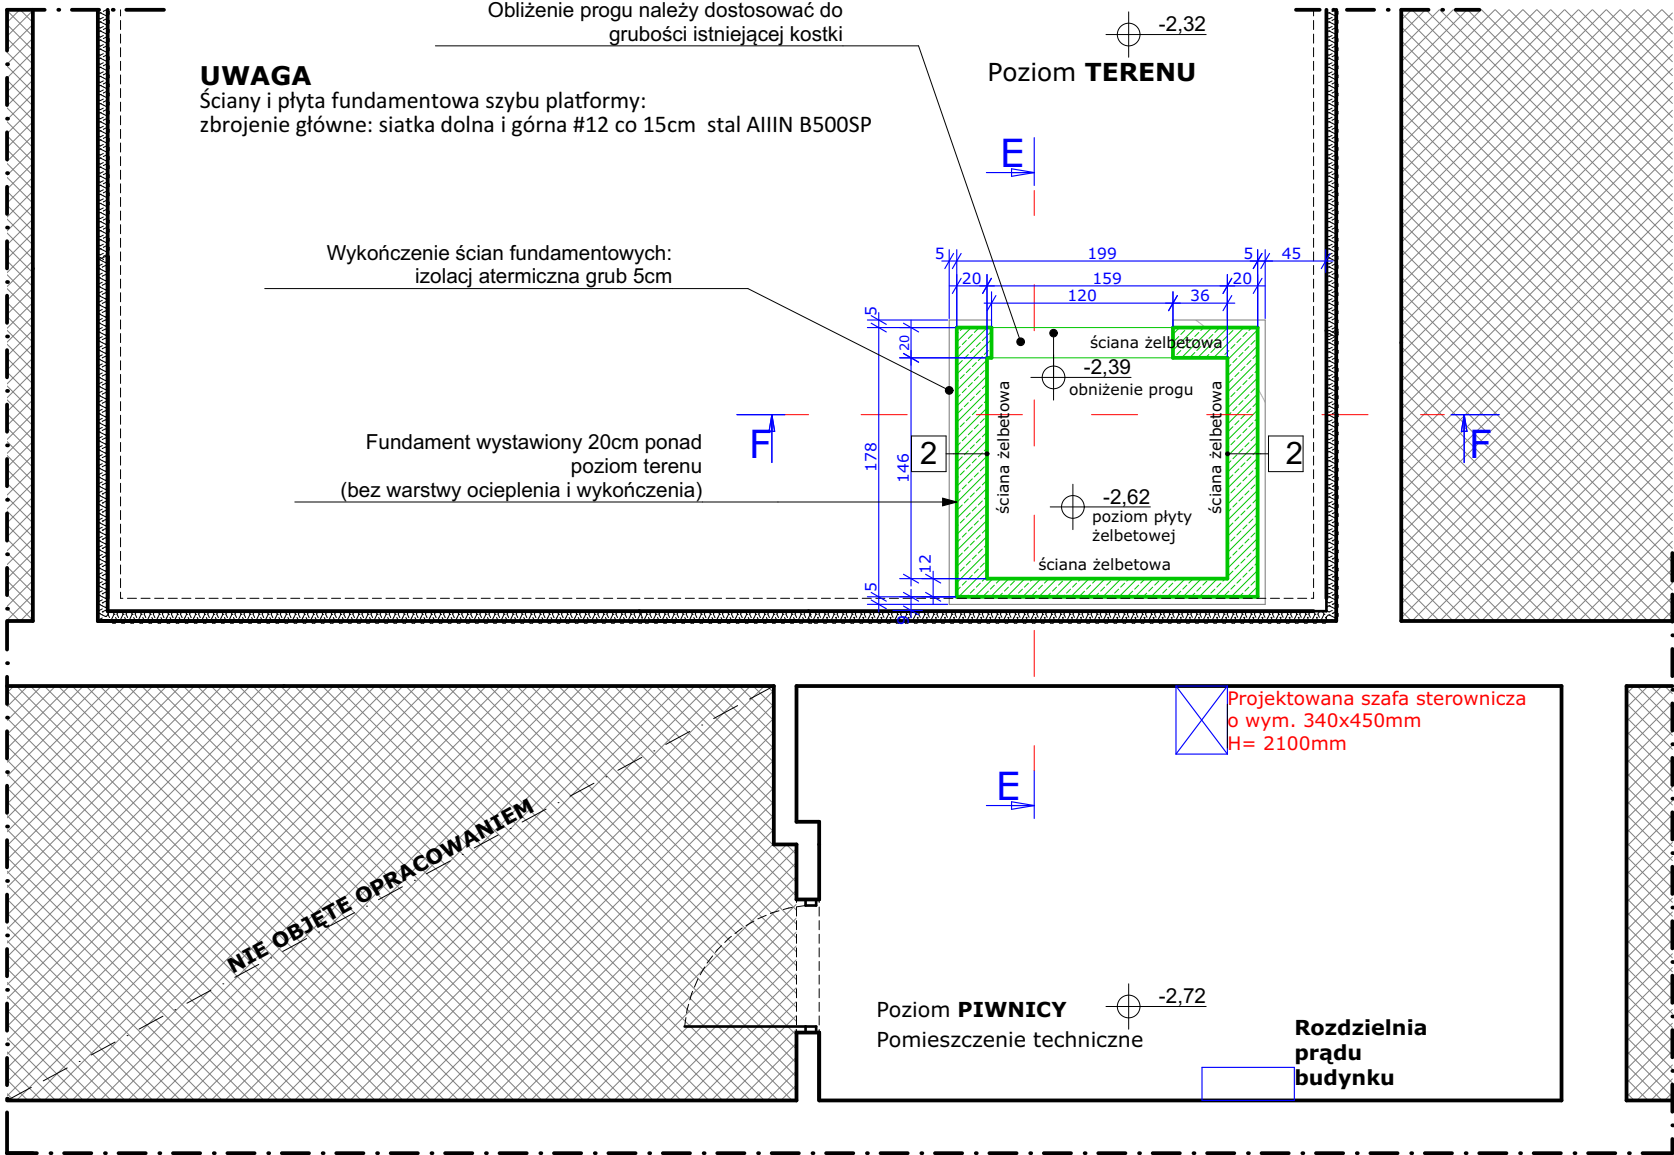 Obliżenie progu należy dostosować do
grubości istniejącej kostki
-2,32
Poziom TERENU
UWAGA
Ściany i płyta fundamentowa szybu platformy:
zbrojenie główne: siatka dolna i górna #12 co 15cm stal AIIIN B500SP
E
Wykończenie ścian fundamentowych:
izolacj atermiczna grub 5cm
5
199
5
45
20
159
20
120
36
5
20
178
146
12
5
ściana żelbetowa
-2,39
obniżenie progu
ściana żelbetowa
ściana żelbetowa
F
F
2
2
Fundament wystawiony 20cm ponad
poziom terenu
(bez warstwy ocieplenia i wykończenia)
-2,62
poziom płyty
żelbetowej
ściana żelbetowa
Projektowana szafa sterownicza
o wym. 340x450mm
H= 2100mm
E
NIE OBJĘTE OPRACOWANIEM
Poziom PIWNICY
-2,72
Pomieszczenie techniczne
Rozdzielnia
prądu
budynku